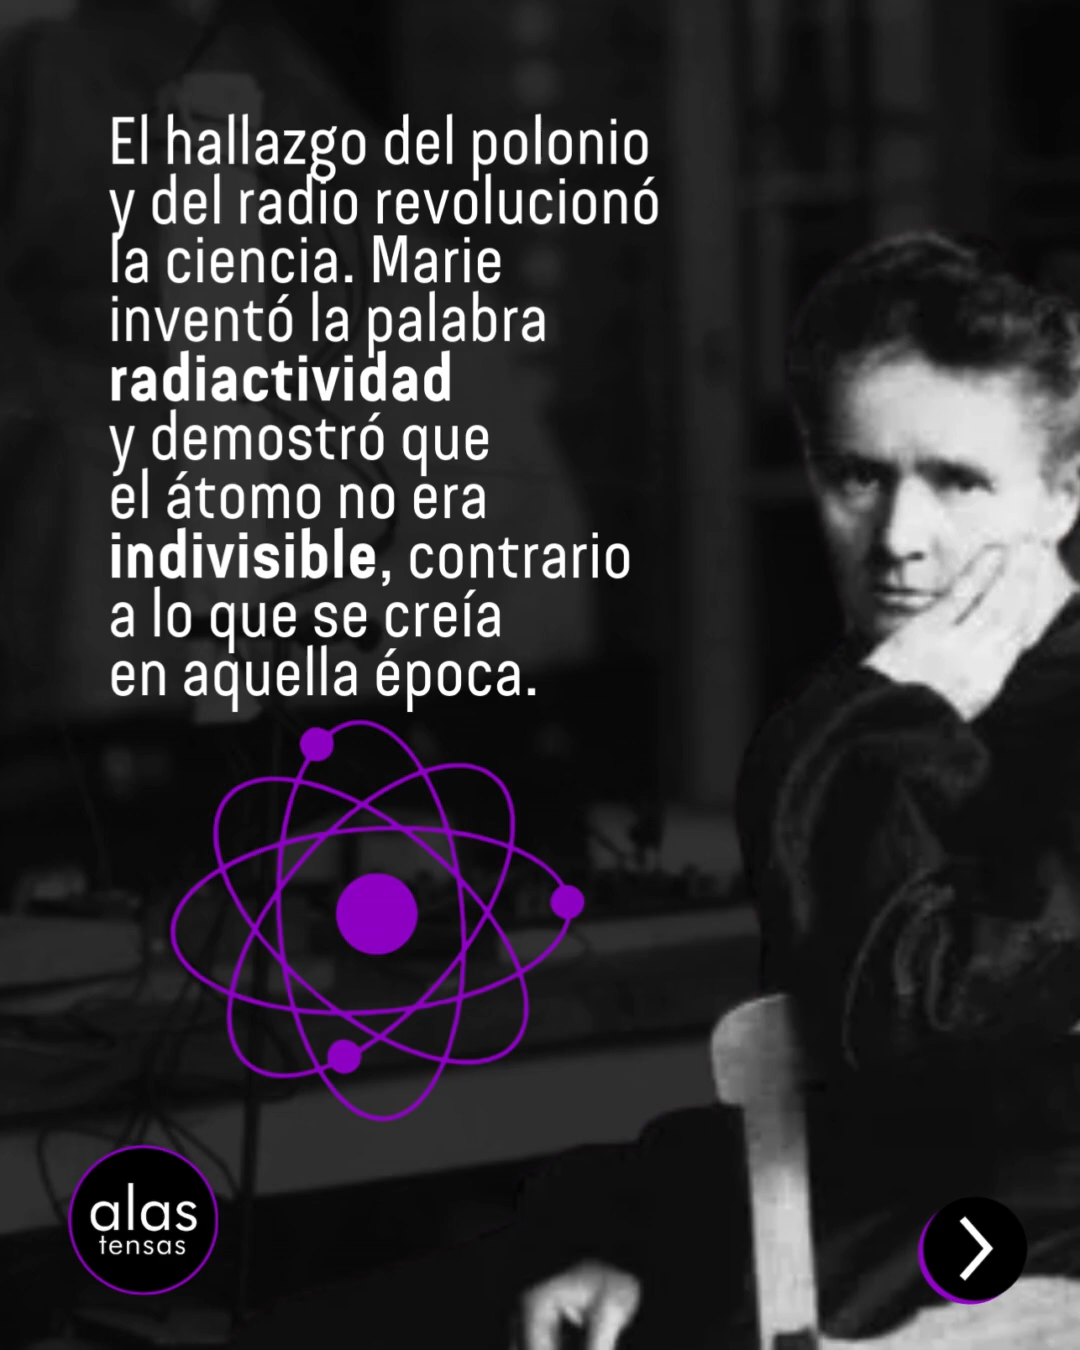 El hallazgo del polonio
y del radio revolucionó
la ciencia. Marie
inventó la palabra
radiactividad
y demostró que
el átomo no era
indivisible, contrario
a lo que se creía
en aquella época.
alas
tensas